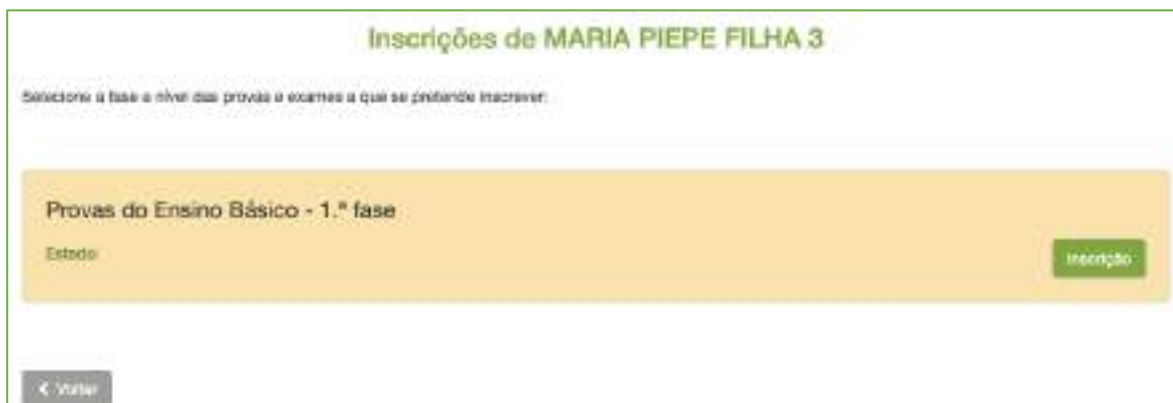 Inscrições de MARIA PIEPE FILHA 3
Selecione a fase e nível das provas e exames a que se pretende inscrever:
Provas do Ensino Básico - 1.ª fase
Estado:
Inscrição
Voltar